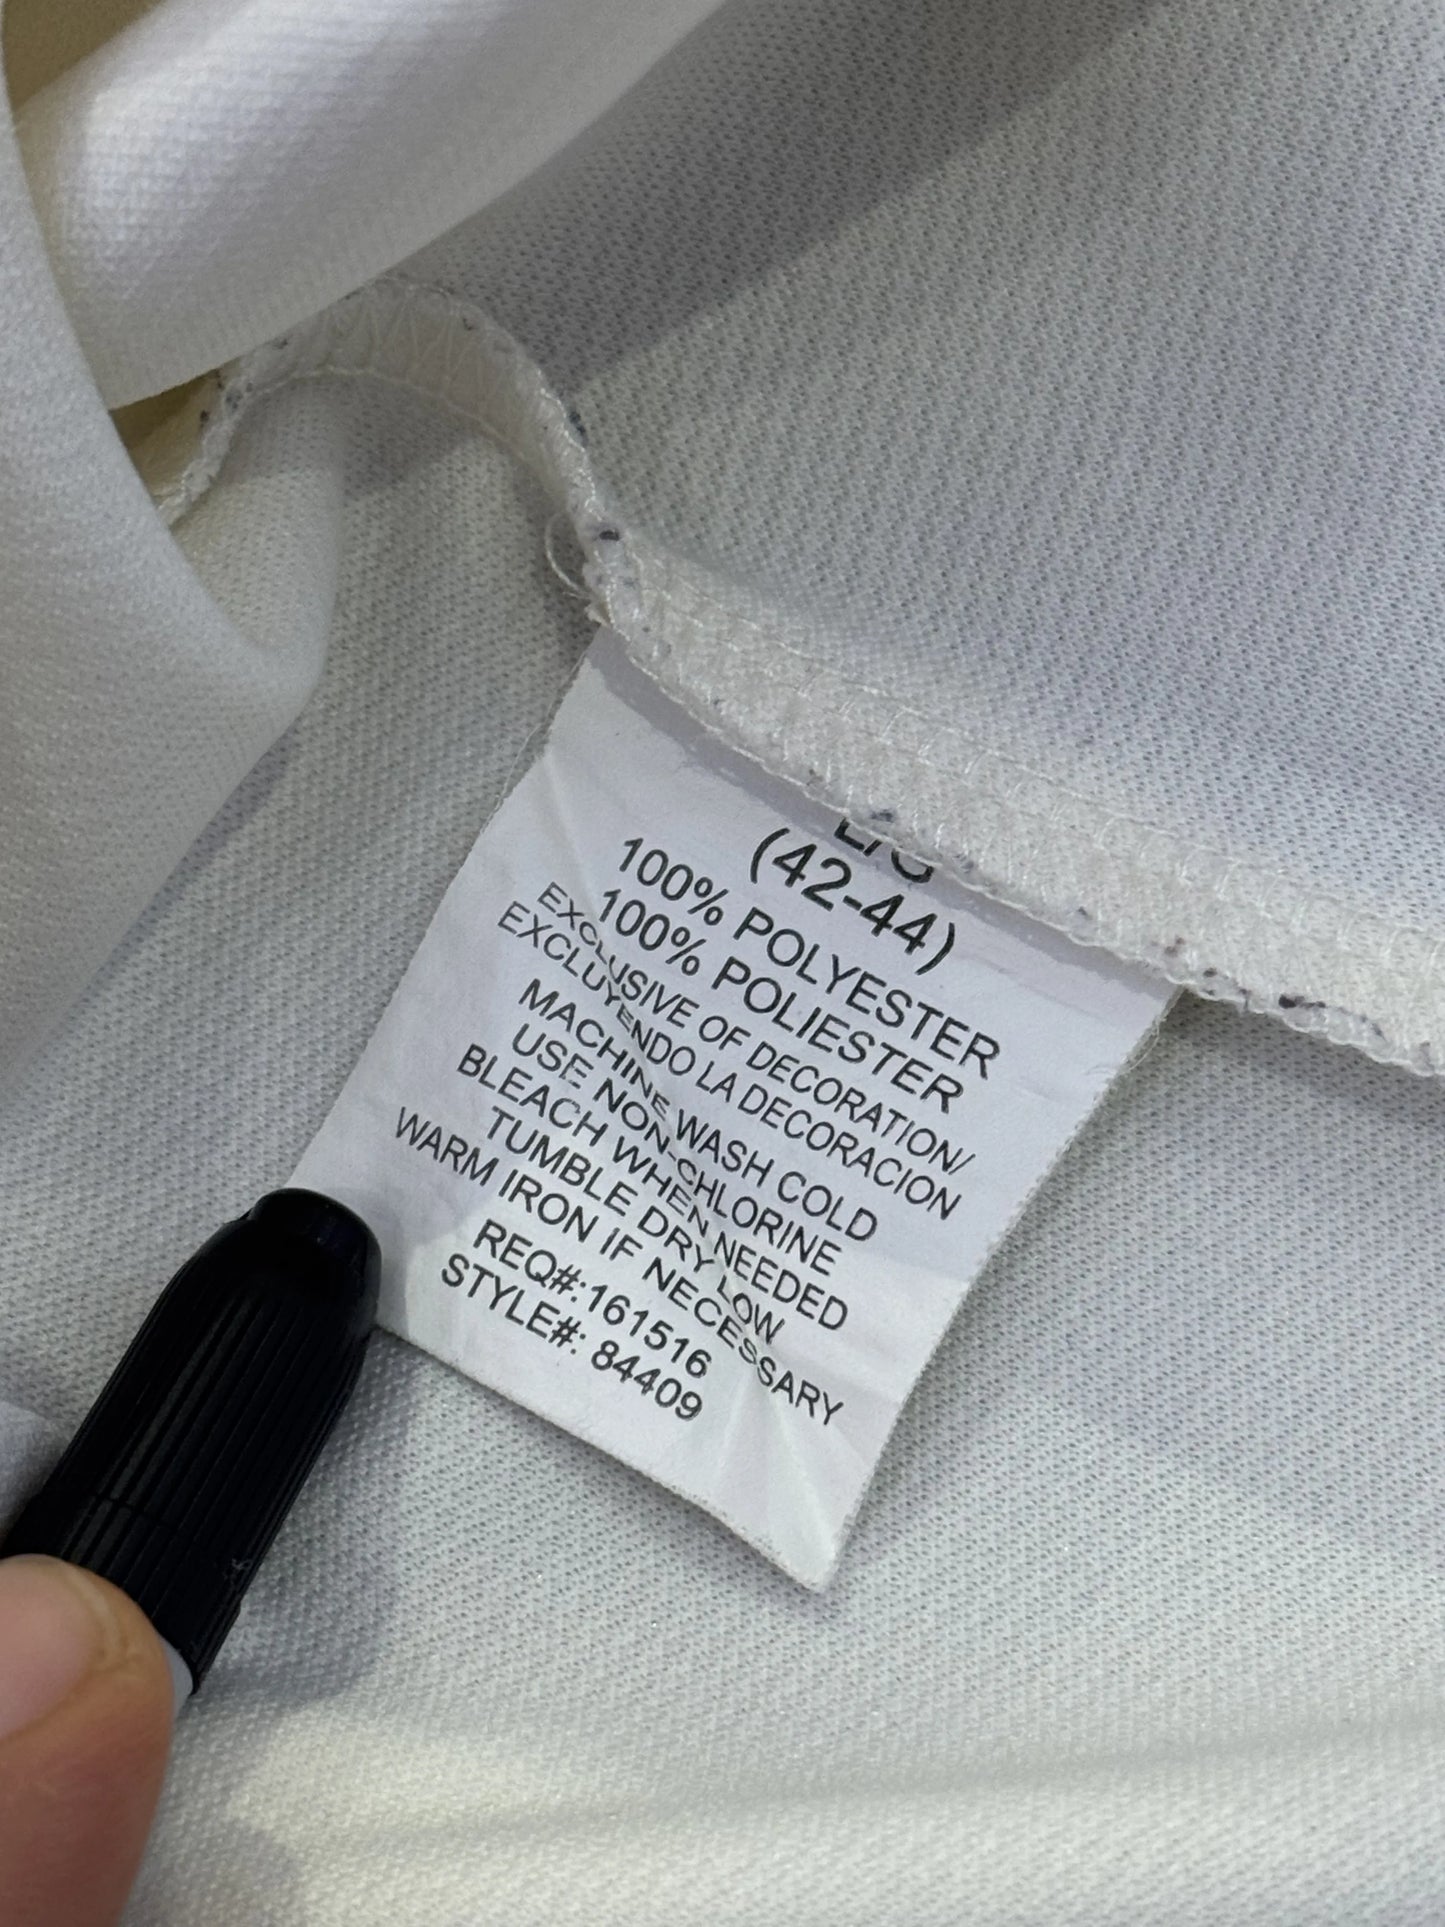 L/G
(42-44)
100% POLYESTER
100% POLIESTER
EXCLUSIVE OF DECORATION/
EXCLUYENDO LA DECORACION
MACHINE WASH COLD
USE NON-CHLORINE
BLEACH WHEN NEEDED
TUMBLE DRY LOW
WARM IRON IF NECESSARY
REQ#:161516
STYLE#: 84409